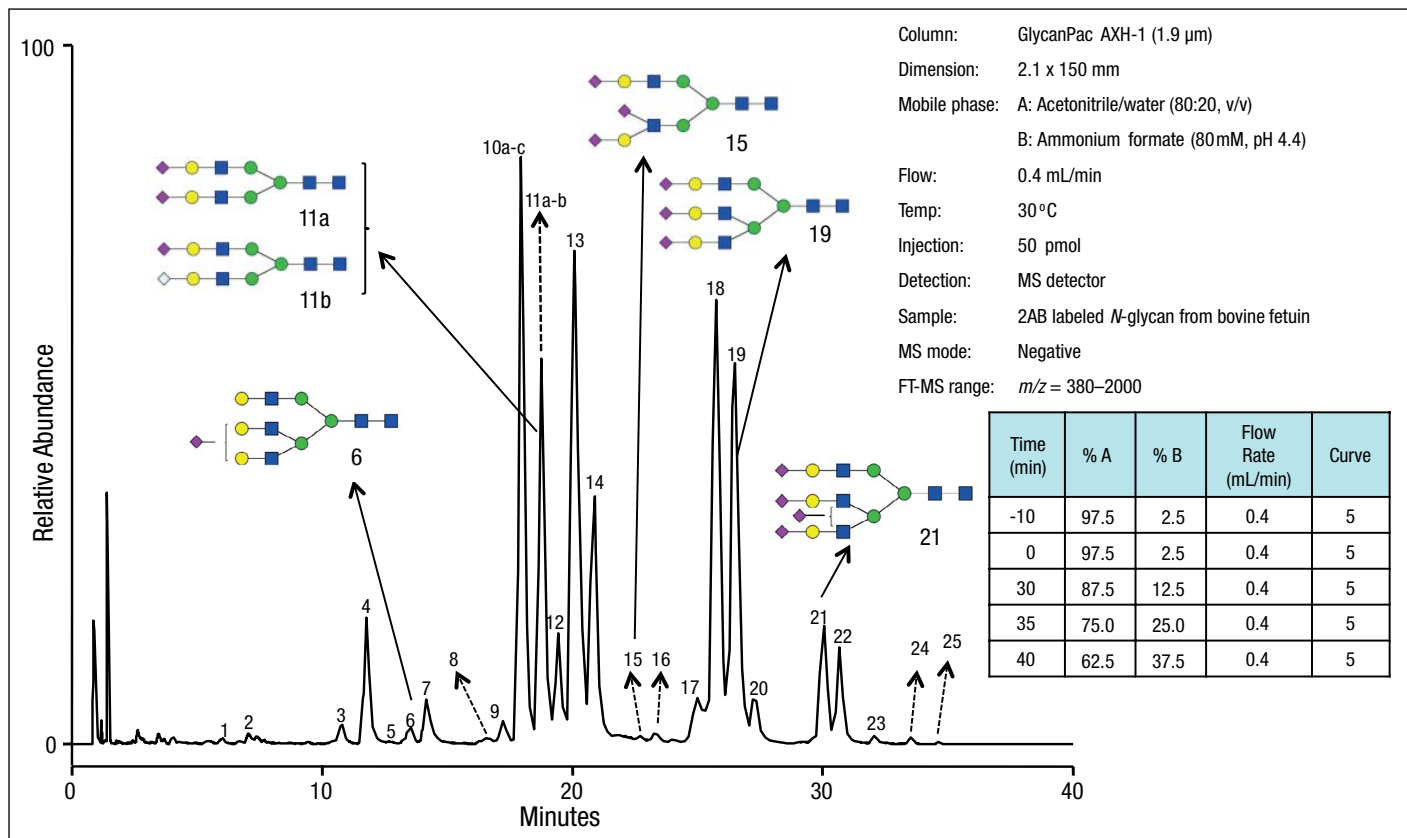 100
0
Relative Abundance
0
10
20
30
40
Minutes
1
2
3
4
5
6
7
8
9
10a-c
11a-b
12
13
14
15
16
17
18
19
20
21
22
23
24
25
11a
11b
6
15
19
21
Column: GlycanPac AXH-1 (1.9 µm)
Dimension: 2.1 x 150 mm
Mobile phase: A: Acetonitrile/water (80:20, v/v)
B: Ammonium formate (80mM, pH 4.4)
Flow: 0.4 mL/min
Temp: 30 °C
Injection: 50 pmol
Detection: MS detector
Sample: 2AB labeled N-glycan from bovine fetuin
MS mode: Negative
FT-MS range: m/z = 380–2000
Time (min) % A % B Flow Rate (mL/min) Curve
-10 97.5 2.5 0.4 5
0 97.5 2.5 0.4 5
30 87.5 12.5 0.4 5
35 75.0 25.0 0.4 5
40 62.5 37.5 0.4 5